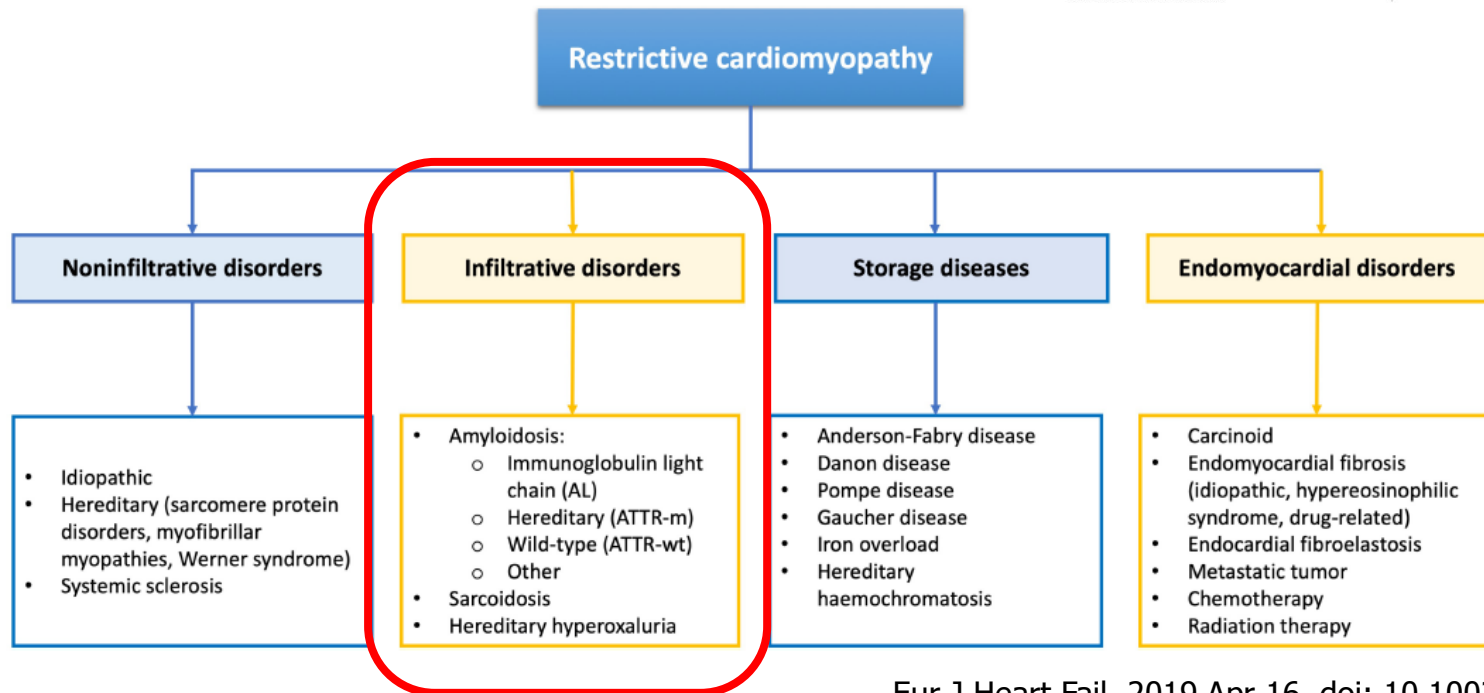 Restrictive cardiomyopathy
Noninfiltrative disorders
Infiltrative disorders
Storage diseases
Endomyocardial disorders
• Idiopathic
• Hereditary (sarcomere protein
disorders, myofibrillar
myopathies, Werner syndrome)
• Systemic sclerosis
• Amyloidosis:
o Immunoglobulin light
chain (AL)
o Hereditary (ATTR-m)
o Wild-type (ATTR-wt)
o Other
• Sarcoidosis
• Hereditary hyperoxaluria
• Anderson-Fabry disease
• Danon disease
• Pompe disease
• Gaucher disease
• Iron overload
• Hereditary
haemochromatosis
• Carcinoid
• Endomyocardial fibrosis
(idiopathic, hypereosinophilic
syndrome, drug-related)
• Endocardial fibroelastosis
• Metastatic tumor
• Chemotherapy
• Radiation therapy
Eur J Heart Fail. 2019 Apr 16. doi: 10.100